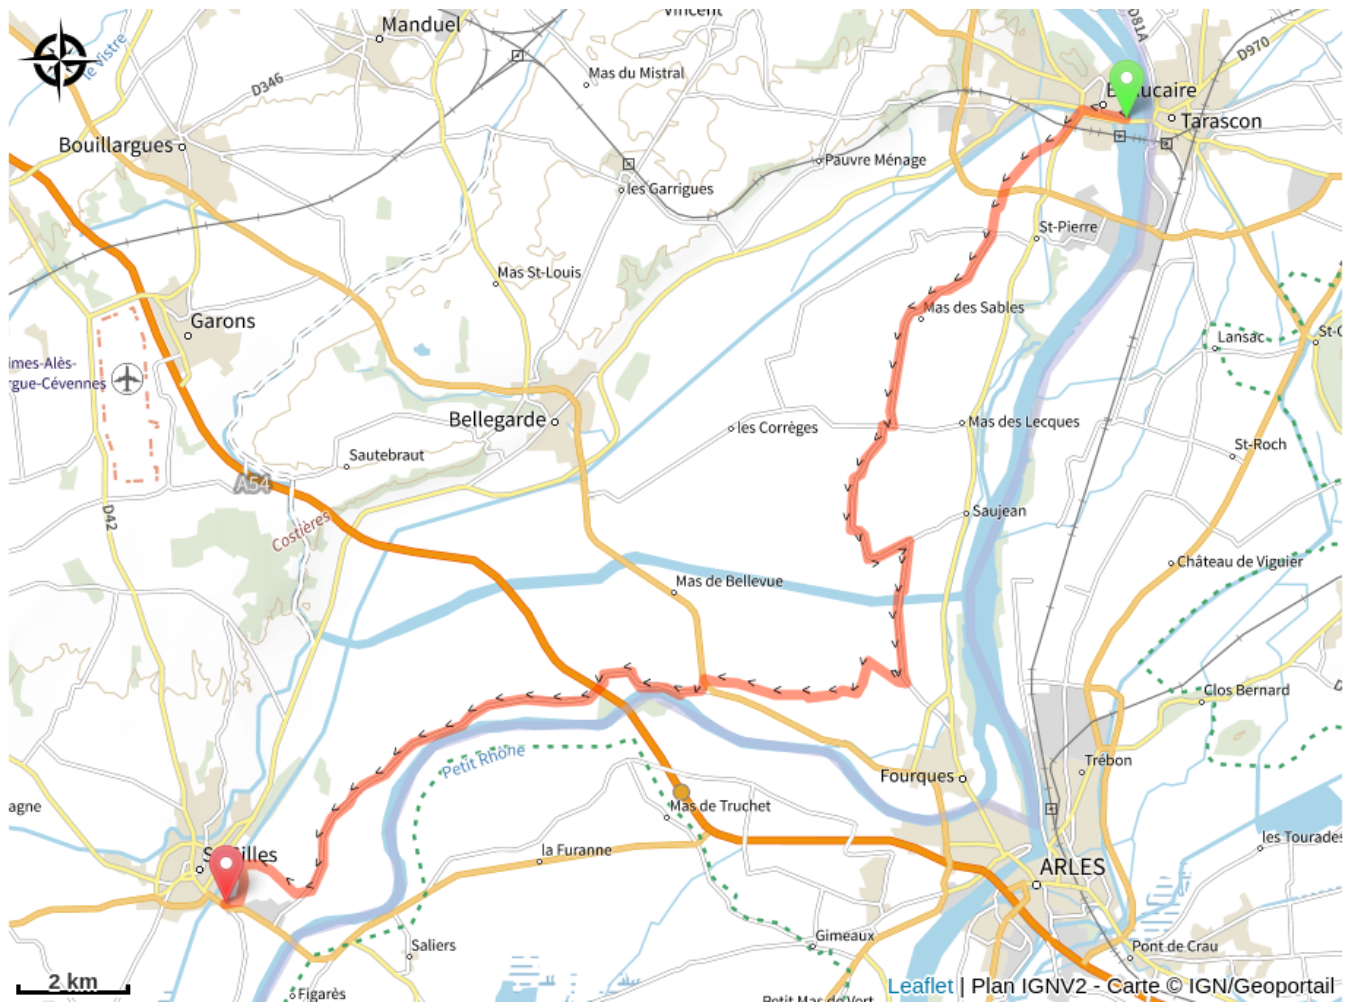 Manduel
Vincent
D81A
D970
le Vistre
D346
Mas du Mistral
Beaucaire
Tarascon
Bouillargues
Pauvre Ménage
les Garrigues
St-Pierre
Mas St-Louis
Mas des Sables
Garons
Lansac
imes-Alès-
rgue-Cévennes
Bellegarde
les Corrèges
Mas des Lecques
St-Roch
Sautebraut
A54
D42
Costières
Saujean
Château de Viguier
Mas de Bellevue
Clos Bernard
Petit Rhône
Trébon
Fourques
agne
Mas de Truchet
les Tourades
St-Gilles
la Furanne
ARLES
Gimeaux
Saliers
Pont de Crau
2 km
Figarès
Petit Mas de Vert
Leaflet | Plan IGNV2 - Carte © IGN/Geoportail